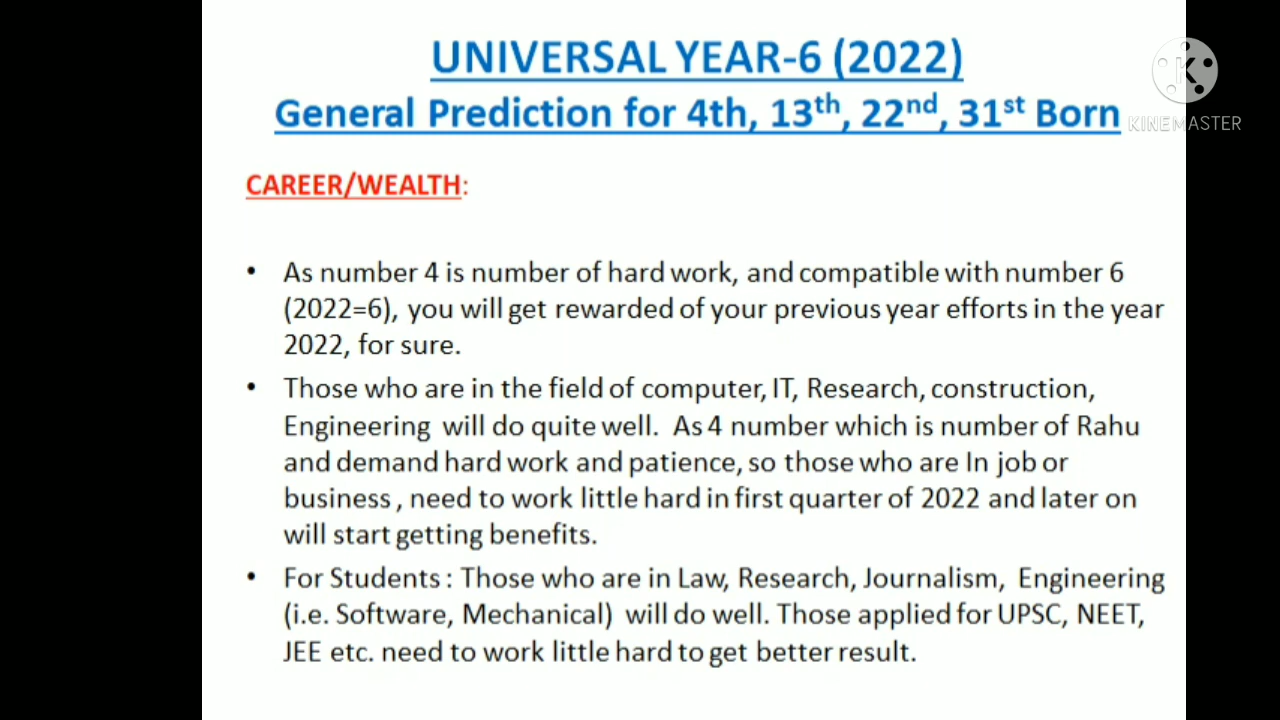 UNIVERSAL YEAR-6 (2022)
General Prediction for 4th, 13th, 22nd, 31st Born
KINEMASTER
CAREER/WEALTH:
• As number 4 is number of hard work, and compatible with number 6
(2022=6), you will get rewarded of your previous year efforts in the year
2022, for sure.
• Those who are in the field of computer, IT, Research, construction,
Engineering will do quite well. As 4 number which is number of Rahu
and demand hard work and patience, so those who are In job or
business , need to work little hard in first quarter of 2022 and later on
will start getting benefits.
• For Students : Those who are in Law, Research, Journalism, Engineering
(i.e. Software, Mechanical) will do well. Those applied for UPSC, NEET,
JEE etc. need to work little hard to get better result.